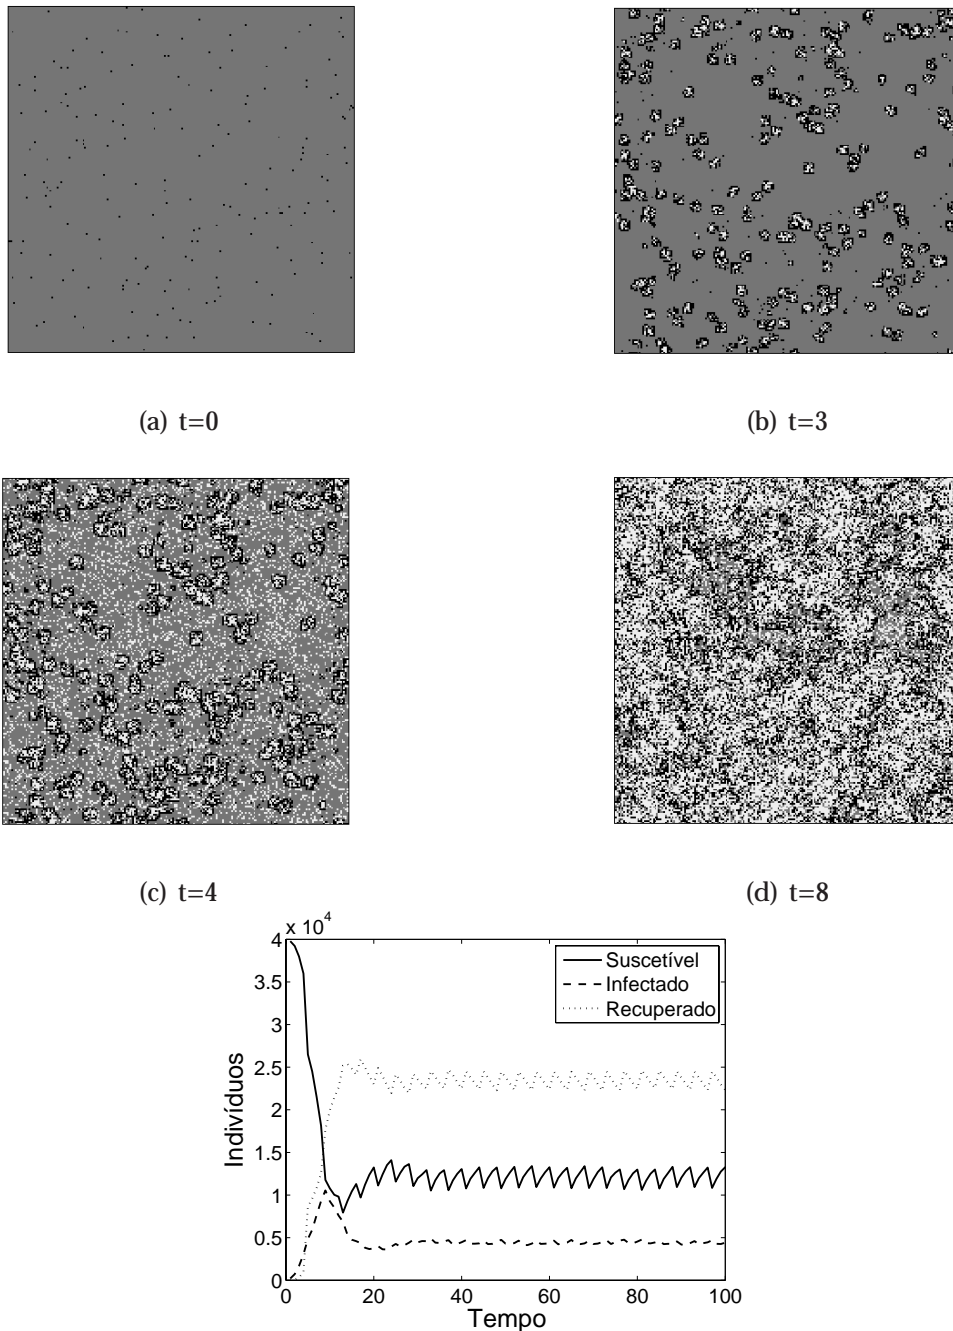 (a) t=0
(b) t=3
(c) t=4
(d) t=8
x 10^4
4
3.5
3
2.5
2
1.5
1
0.5
0
Indivíduos
Suscetível
Infectado
Recuperado
0 20 40 60 80 100
Tempo